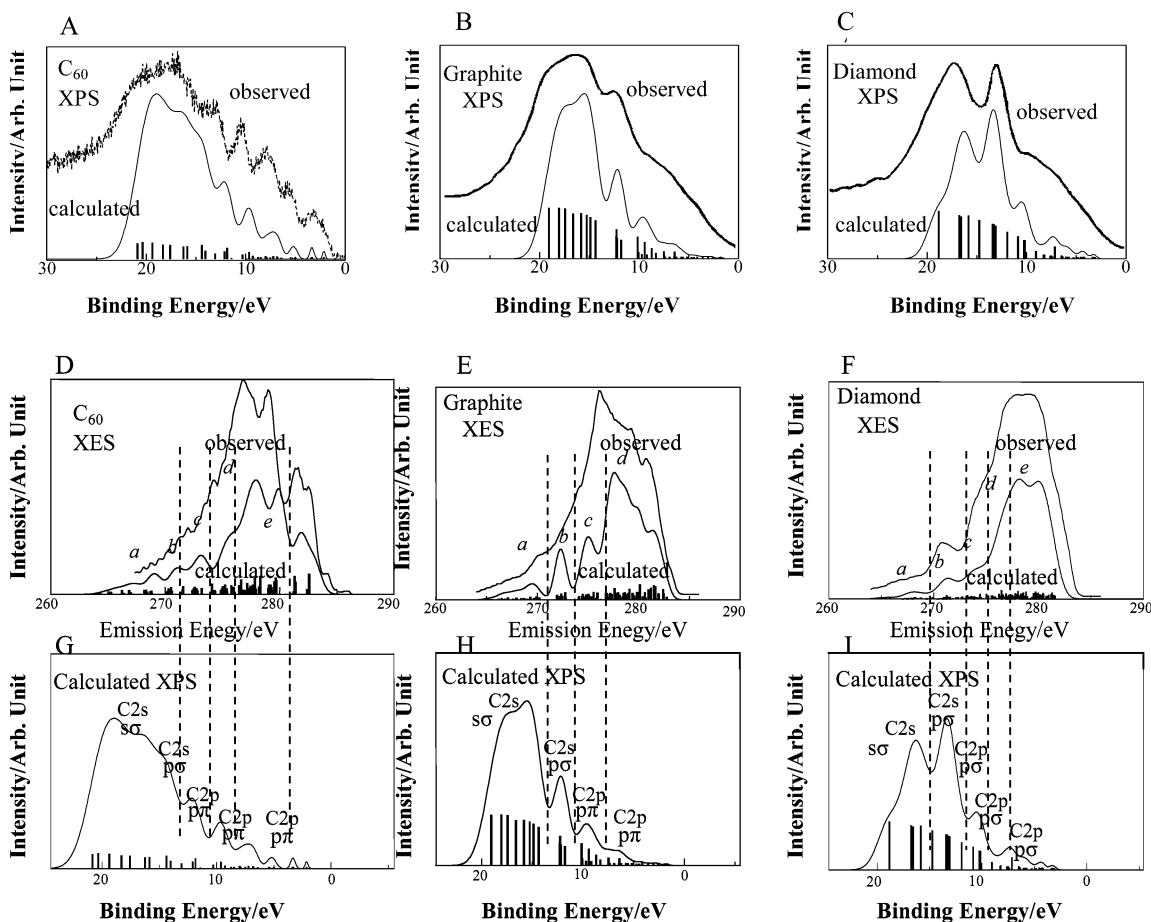 A
B
C
C60
XPS
observed
calculated
Intensity/Arb. Unit
30
20
10
0
Binding Energy/eV
Graphite
XPS
observed
calculated
Intensity/Arb. Unit
30
20
10
0
Binding Energy/eV
Diamond
XPS
observed
calculated
Intensity/Arb. Unit
30
20
10
0
Binding Energy/eV
D
C60
XES
observed
a
b
c
d
e
calculated
Intensity/Arb. Unit
260
270
280
290
Emission Enegy/eV
E
Graphite
XES
observed
a
b
c
d
calculated
Intensity/Arb. Unit
260
270
280
290
Emission Enegy/eV
F
Diamond
XES
observed
a
b
c
d
e
calculated
Intensity/Arb. Unit
260
270
280
290
Emission Enegy/eV
G
Calculated XPS
C2s
sσ
C2s
pσ
C2p
pπ
C2p
pπ
C2p
pπ
Intensity/Arb. Unit
20
10
0
Binding Energy/eV
H
Calculated XPS
C2s
sσ
C2s
pσ
C2p
pπ
C2p
pπ
Intensity/Arb. Unit
20
10
0
Binding Energy/eV
I
Calculated XPS
C2s
sσ
C2s
pσ
C2p
pσ
C2p
pσ
C2p
pσ
Intensity/Arb. Unit
20
10
0
Binding Energy/eV